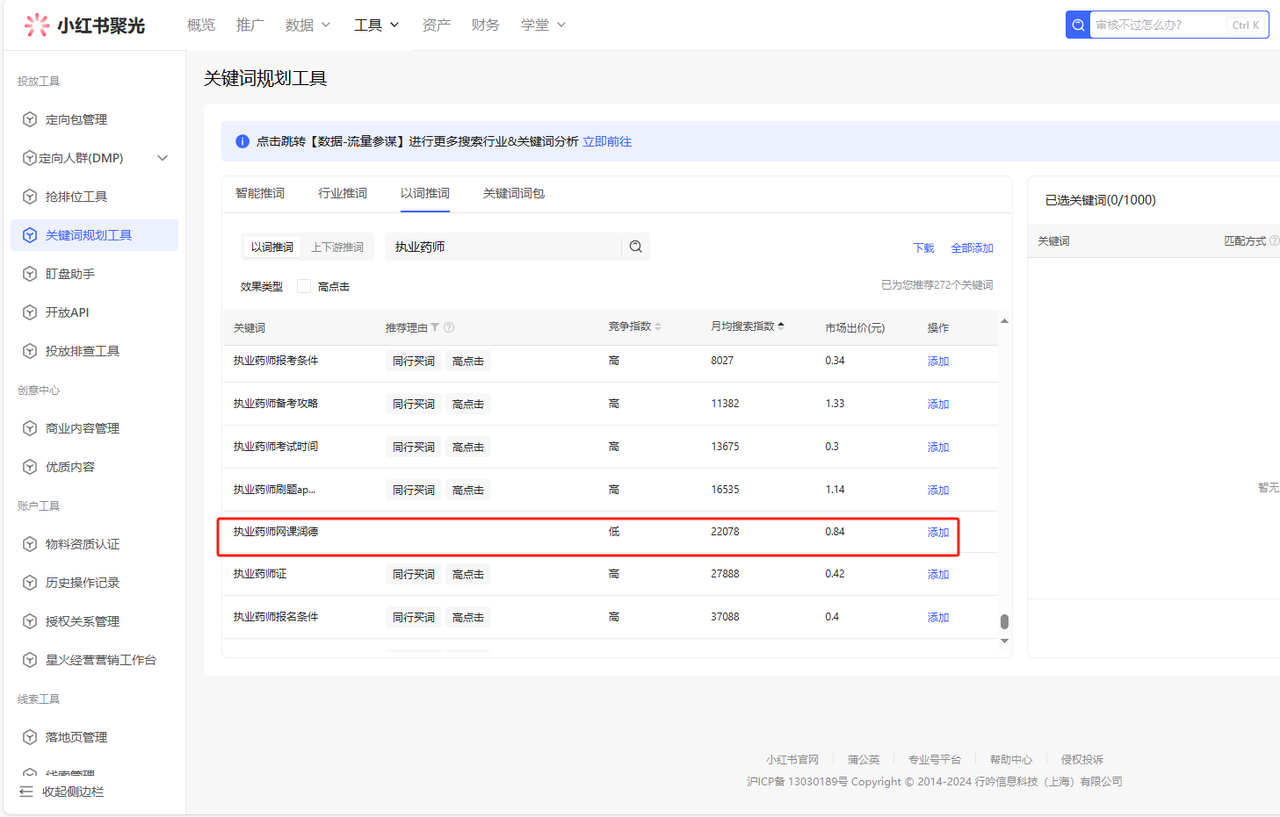 小红书聚光
概览 推广 数据 工具 资产 财务 学堂
审核不过怎么办? Ctrl K
投放工具
定向包管理
定向人群(DMP)
抢排位工具
关键词规划工具
盯盘助手
开放API
投放排查工具
创意中心
商业内容管理
优质内容
账户工具
物料资质认证
历史操作记录
授权关系管理
星火经营营销工作台
线索工具
落地页管理
线索管理
收起侧边栏
关键词规划工具
点击跳转【数据-流量参谋】进行更多搜索行业&关键词分析 立即前往
智能推词 行业推词 以词推词 关键词词包
以词推词 上下游推词 执业药师 下载 全部添加
效果类型 高点击 已为您推荐272个关键词
关键词 推荐理由 竞争指数 月均搜索指数 市场出价(元) 操作
执业药师报考条件 同行买词 高点击 高 8027 0.34 添加
执业药师备考攻略 同行买词 高点击 高 11382 1.33 添加
执业药师考试时间 同行买词 高点击 高 13675 0.3 添加
执业药师刷题ap... 同行买词 高点击 高 16535 1.14 添加
执业药师网课润德 低 22078 0.84 添加
执业药师证 同行买词 高点击 高 27888 0.42 添加
执业药师报名条件 同行买词 高点击 高 37088 0.4 添加
已选关键词(0/1000)
关键词 匹配方式
暂无
小红书官网 蒲公英 专业号平台 帮助中心 侵权投诉
沪ICP备 13030189号 Copyright © 2014-2024 行吟信息科技（上海）有限公司